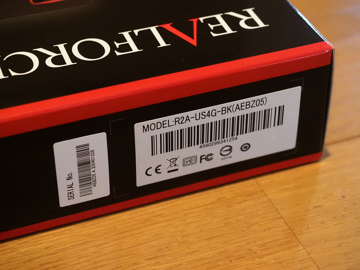 REALFORCE
MODEL:R2A-US4G-BK(AEBZ05)
SERIAL No.